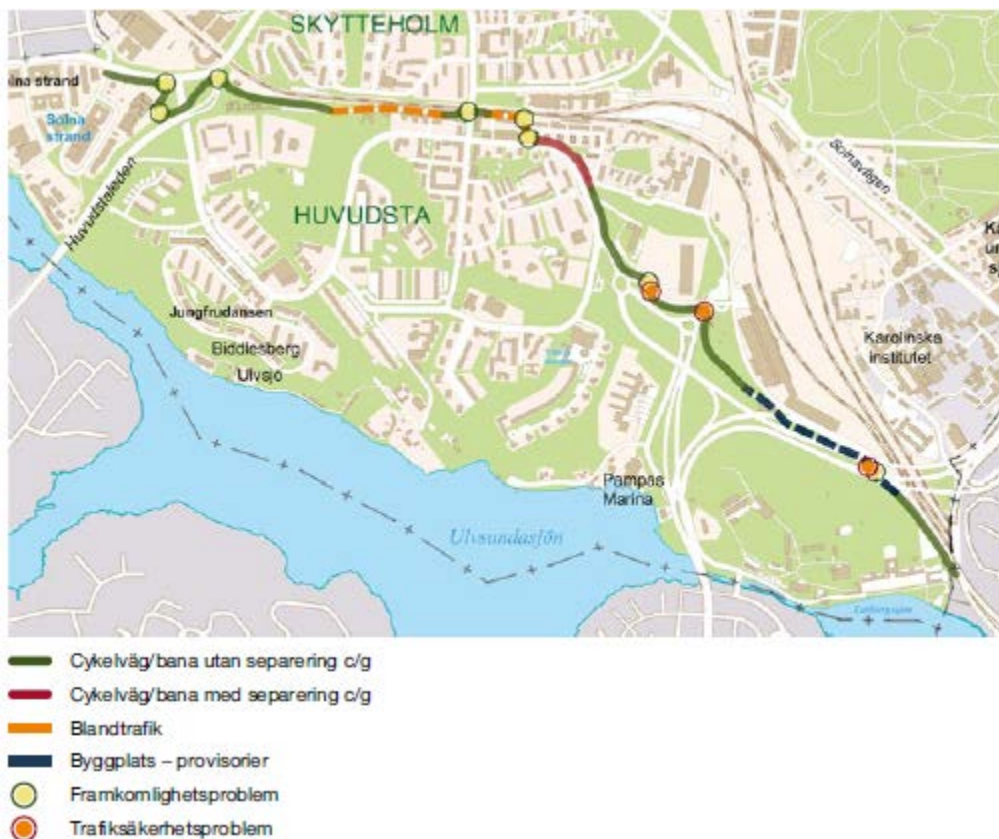 SKYTTEHOLM
lna strand
Solna
strand
Huvudstaleden
HUVUDSTA
Solnavägen
Jungfrudansen
Biddlesberg
Ulvsjö
Karolinska
institutet
Pampas
Marina
Ulvsundasjön
Cykelväg/bana utan separering c/g
Cykelväg/bana med separering c/g
Blandtrafik
Byggplats – provisorier
Framkomlighetsproblem
Trafiksäkerhetsproblem